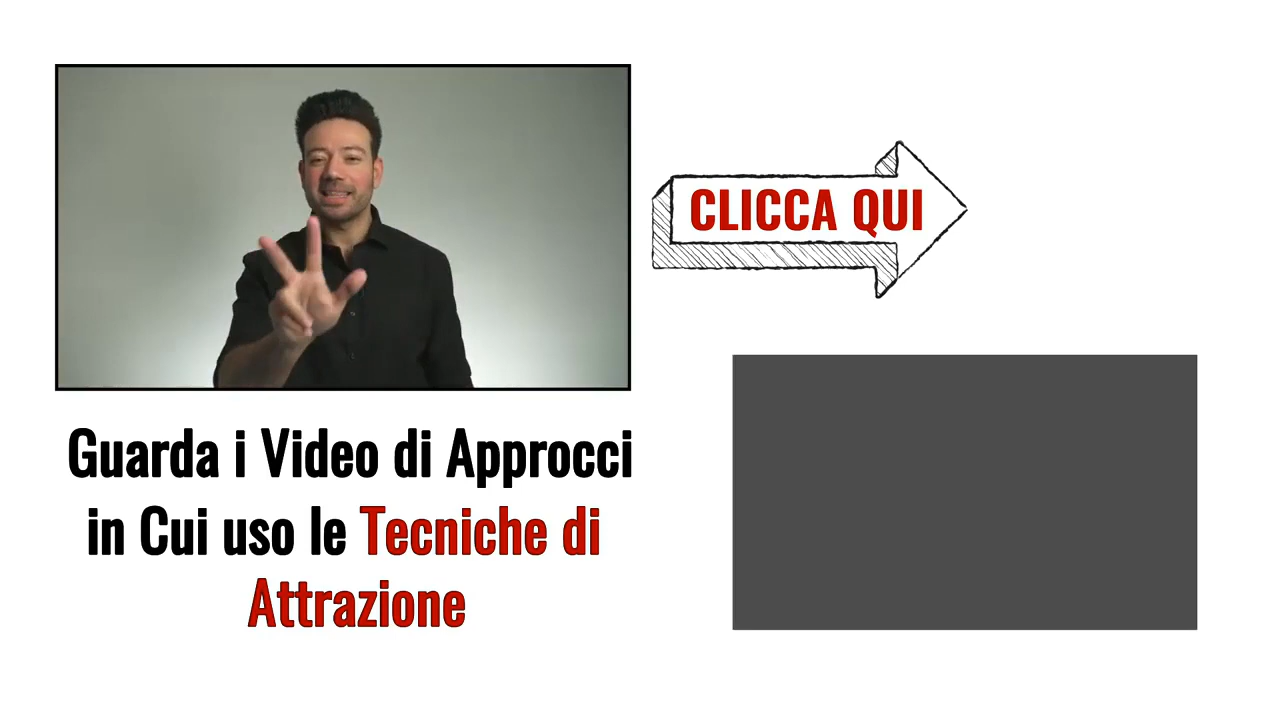 CLICCA QUI
Guarda i Video di Approcci
in Cui uso le Tecniche di
Attrazione